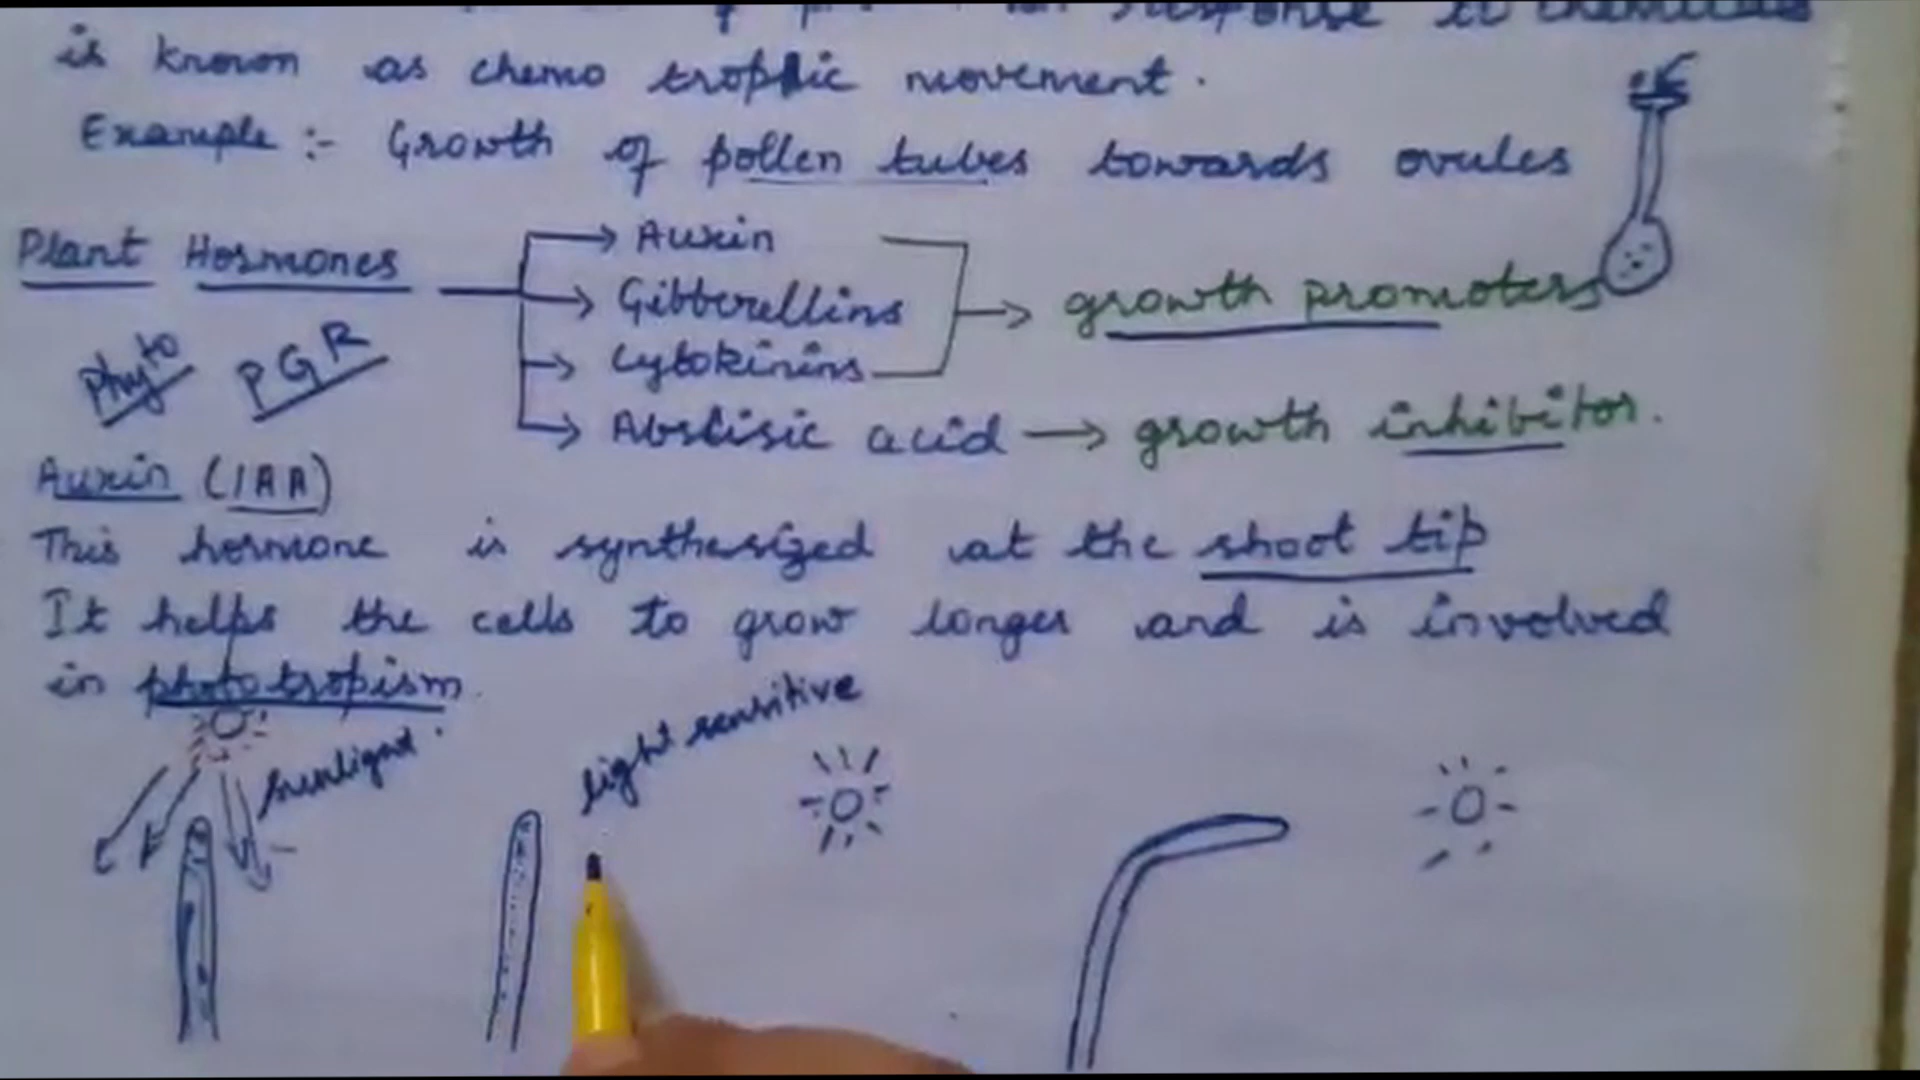 response
is known as chemo trophic movement.
Example :- Growth of pollen tubes towards ovules
Plant Hormones → Auxin
→ Gibberellins → growth promoters
→ Cytokinins
Phyto PGR
→ Abscisic acid → growth inhibitor.
Auxin (IAA)
This hormone is synthesized at the shoot tip
It helps the cells to grow longer and is involved
in phototropism.
light sensitive
sunlight.